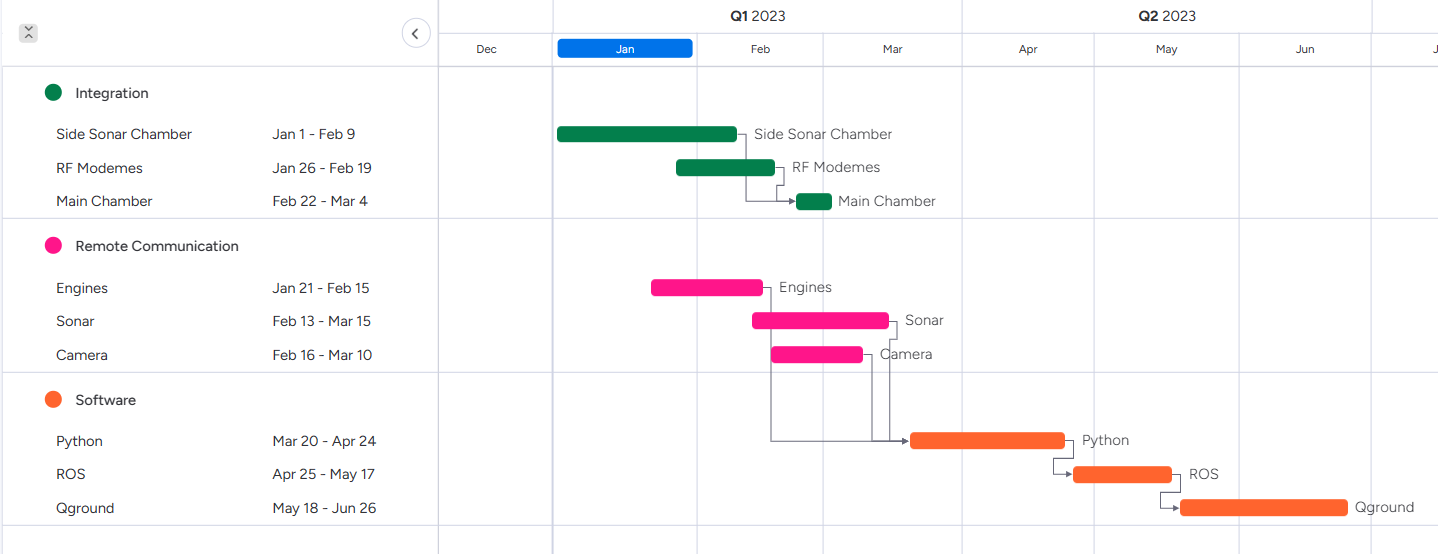 Q1 2023 Q2 2023
Dec Jan Feb Mar Apr May Jun J
Integration
Side Sonar Chamber Jan 1 - Feb 9 Side Sonar Chamber
RF Modemes Jan 26 - Feb 19 RF Modemes
Main Chamber Feb 22 - Mar 4 Main Chamber
Remote Communication
Engines Jan 21 - Feb 15 Engines
Sonar Feb 13 - Mar 15 Sonar
Camera Feb 16 - Mar 10 Camera
Software
Python Mar 20 - Apr 24 Python
ROS Apr 25 - May 17 ROS
Qground May 18 - Jun 26 Qground